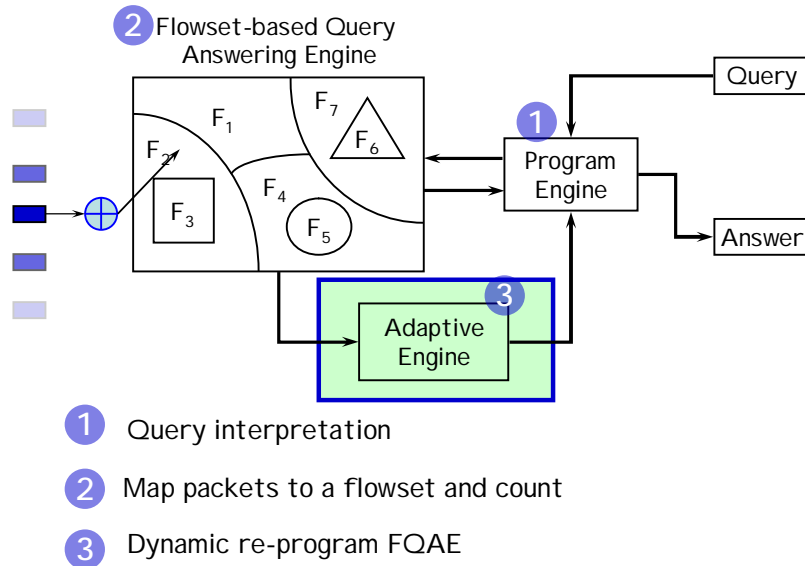 2 Flowset-based Query
Answering Engine
F1
F2
F3
F4
F5
F6
F7
1
Program
Engine
Query
Answer
3
Adaptive
Engine
1 Query interpretation
2 Map packets to a flowset and count
3 Dynamic re-program FQAE